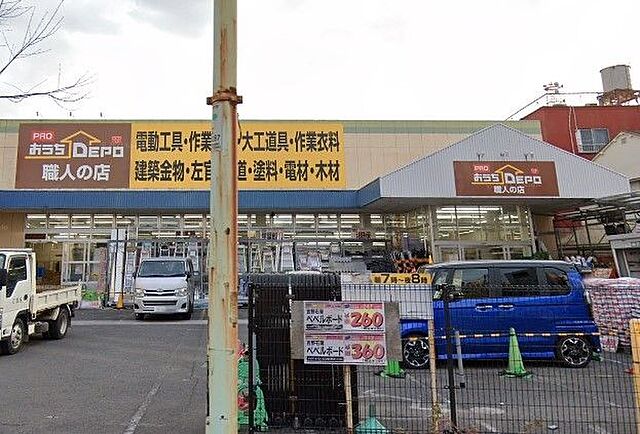 PRO
おうちDEPO
職人の店
電動工具・作業 大工道具・作業衣料
建築金物・左官 道・塗料・電材・木材
PRO
おうちDEPO
職人の店
朝7時〜夜8時
ベベルボード 260
ベベルボード 360